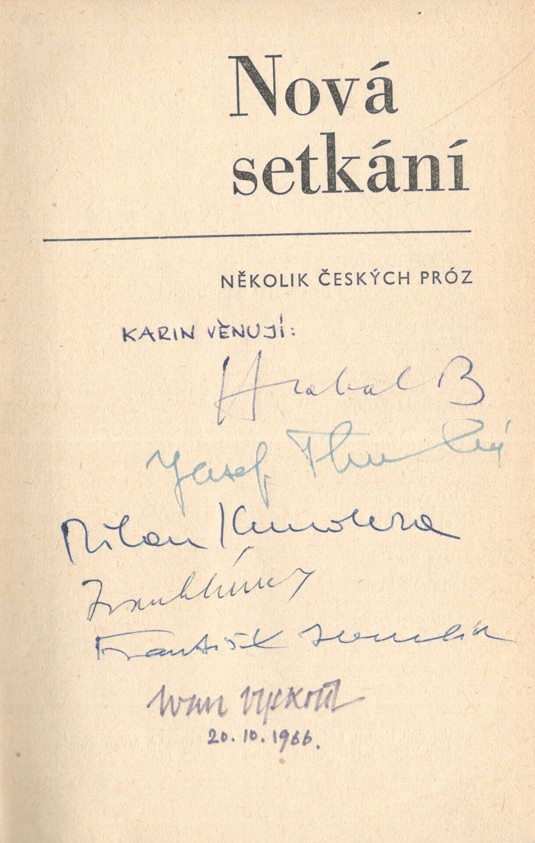 Nová
setkání
NĚKOLIK ČESKÝCH PRÓZ
KARIN VĚNUJÍ:
Hrabal B
Josef
Milan Kundera
František
Ivan Vyskočil
20.10.1966.